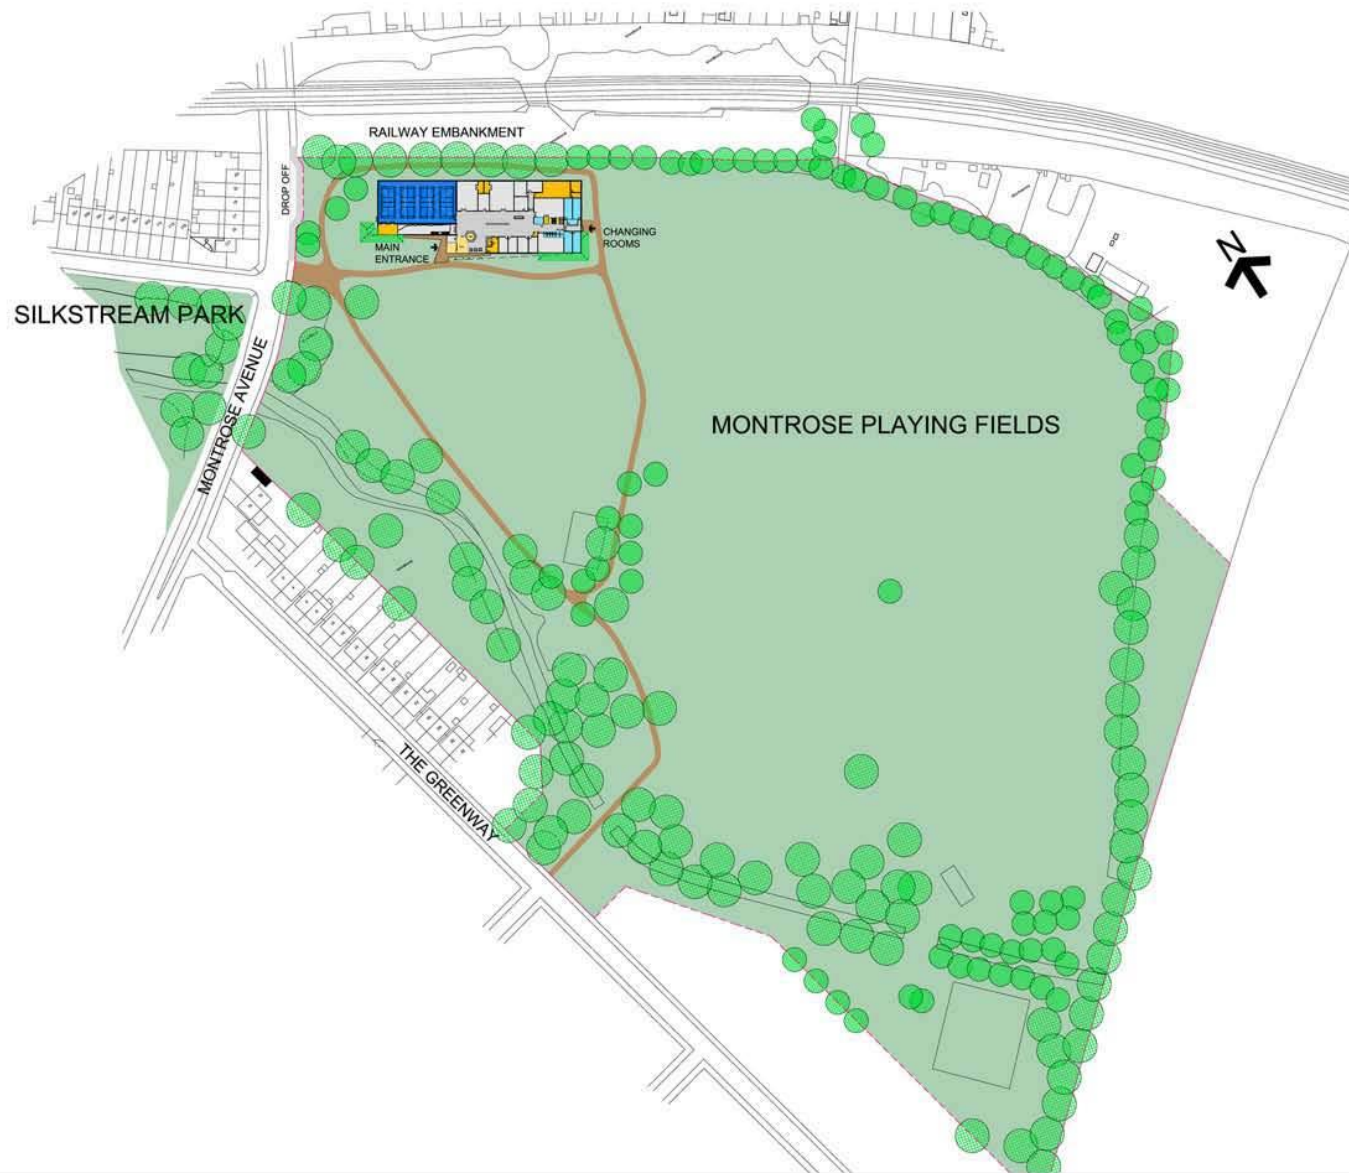 RAILWAY EMBANKMENT
DROP OFF
CHANGING
ROOMS
MAIN
ENTRANCE
N
SILKSTREAM PARK
MONTROSE AVENUE
MONTROSE PLAYING FIELDS
THE GREENWAY